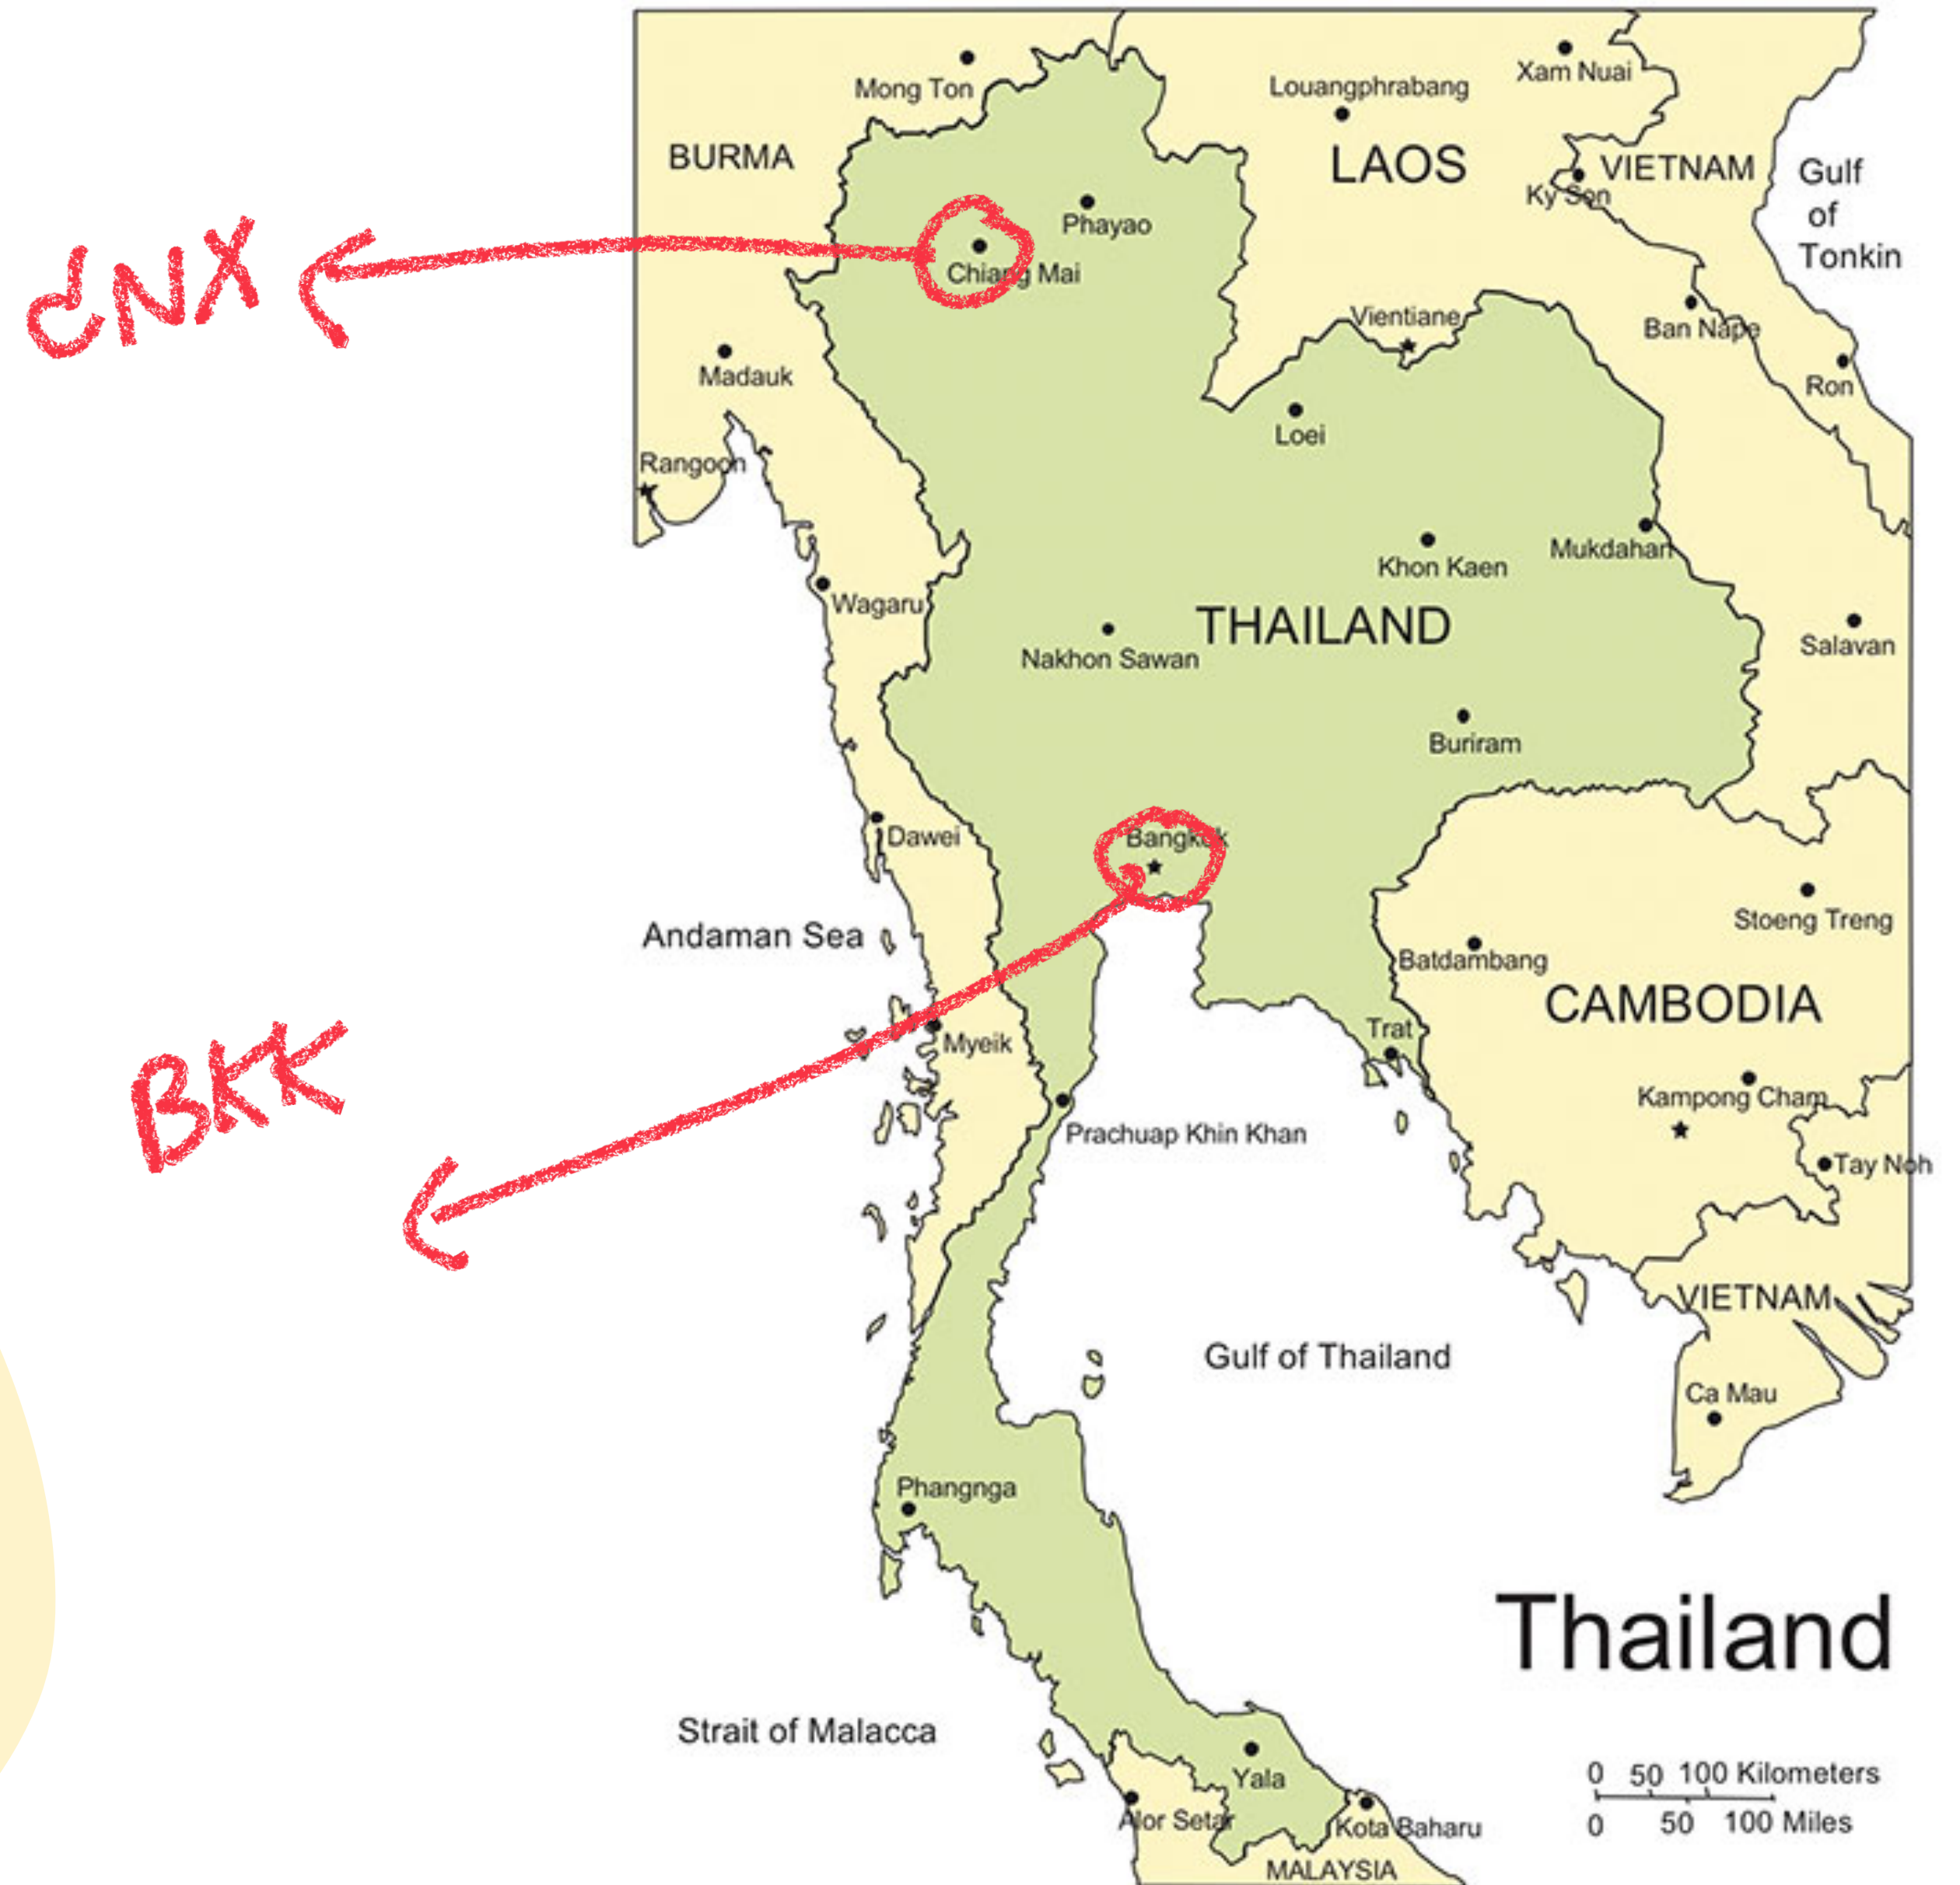 Mong Ton
Louangphrabang
Xam Nuai
BURMA
LAOS
VIETNAM
Gulf
of
Tonkin
Ky Son
Phayao
CNX
Chiang Mai
Vientiane
Ban Nape
Madauk
Ron
Loei
Rangoon
Khon Kaen
Mukdahan
Wagaru
THAILAND
Nakhon Sawan
Salavan
Buriram
Bangkok
Dawei
Stoeng Treng
Andaman Sea
Batdambang
CAMBODIA
Trat
Myeik
BKK
Kampong Cham
Prachuap Khin Khan
Tay Noh
VIETNAM
Gulf of Thailand
Ca Mau
Phangnga
Thailand
Strait of Malacca
Yala
0 50 100 Kilometers
0 50 100 Miles
Alor Setar
Kota Baharu
MALAYSIA